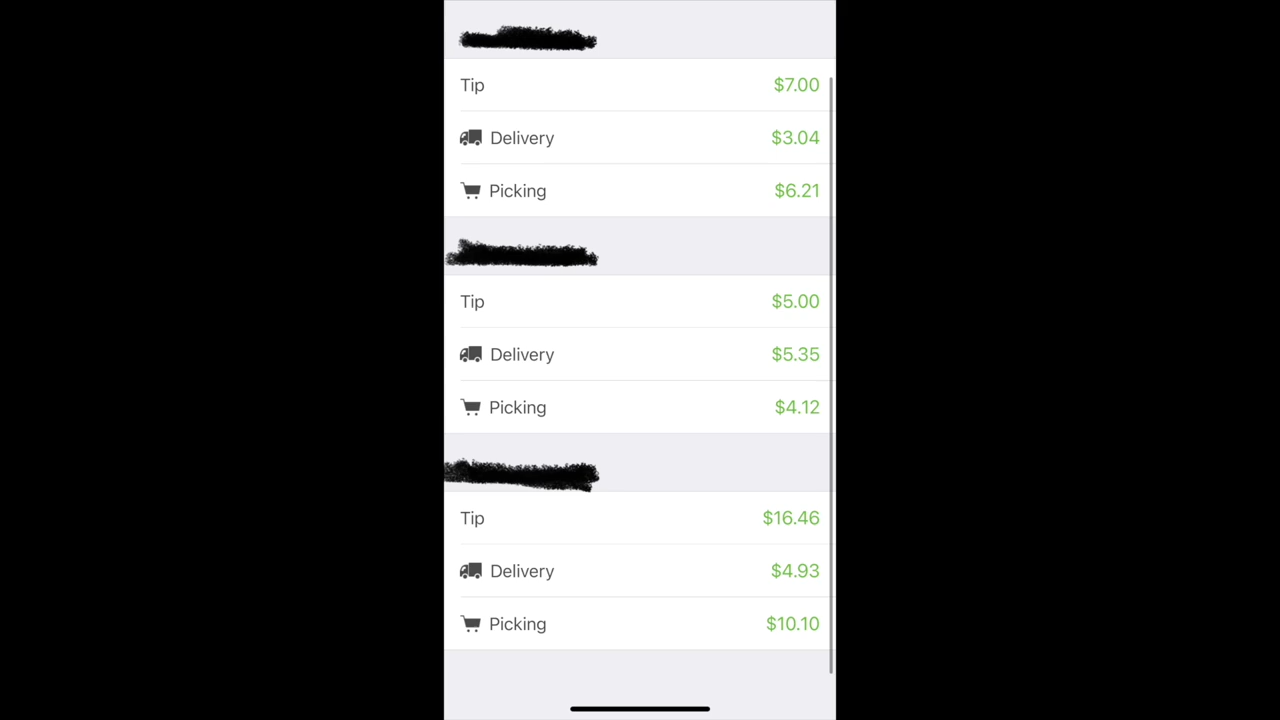 Tip $7.00
Delivery $3.04
Picking $6.21
Tip $5.00
Delivery $5.35
Picking $4.12
Tip $16.46
Delivery $4.93
Picking $10.10